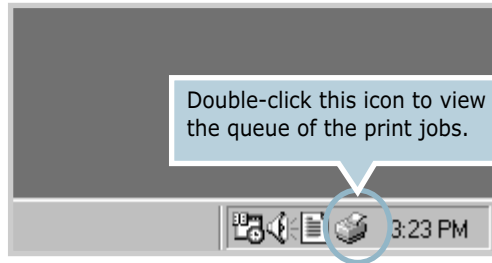 Double-click this icon to view
the queue of the print jobs.
3:23 PM